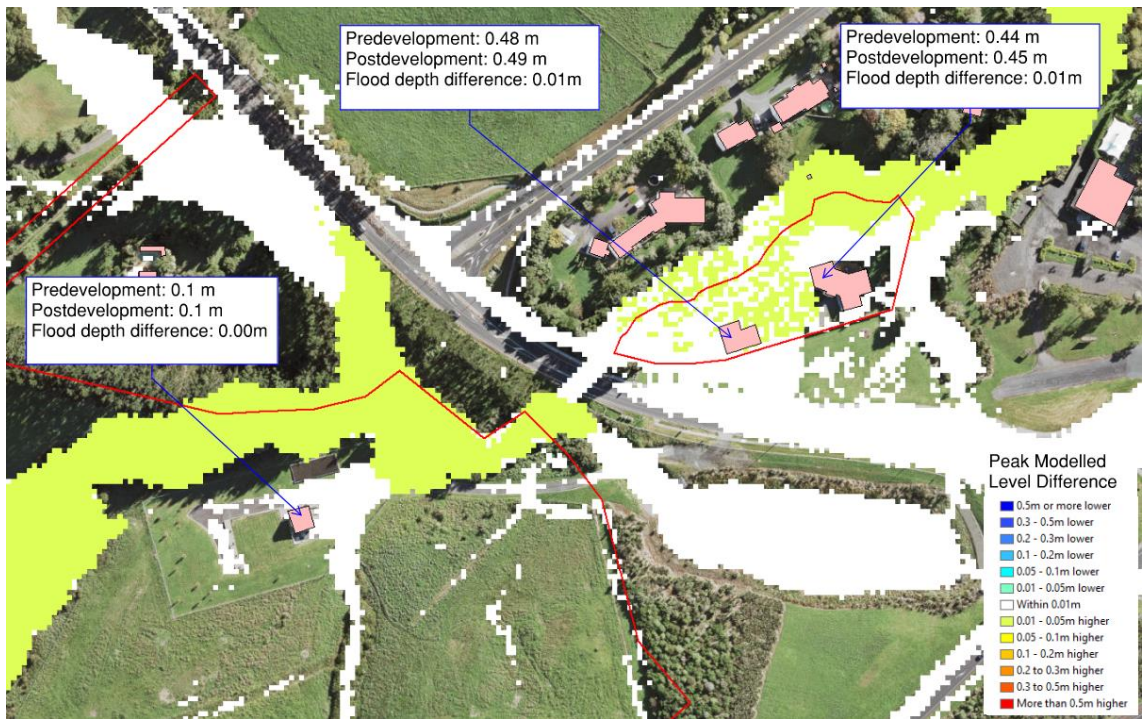 Predevelopment: 0.48 m
Postdevelopment: 0.49 m
Flood depth difference: 0.01m
Predevelopment: 0.44 m
Postdevelopment: 0.45 m
Flood depth difference: 0.01m
Predevelopment: 0.1 m
Postdevelopment: 0.1 m
Flood depth difference: 0.00m
Peak Modelled
Level Difference
0.5m or more lower
0.3 - 0.5m lower
0.2 - 0.3m lower
0.1 - 0.2m lower
0.05 - 0.1m lower
0.01 - 0.05m lower
Within 0.01m
0.01 - 0.05m higher
0.05 - 0.1m higher
0.1 - 0.2m higher
0.2 to 0.3m higher
0.3 to 0.5m higher
More than 0.5m higher